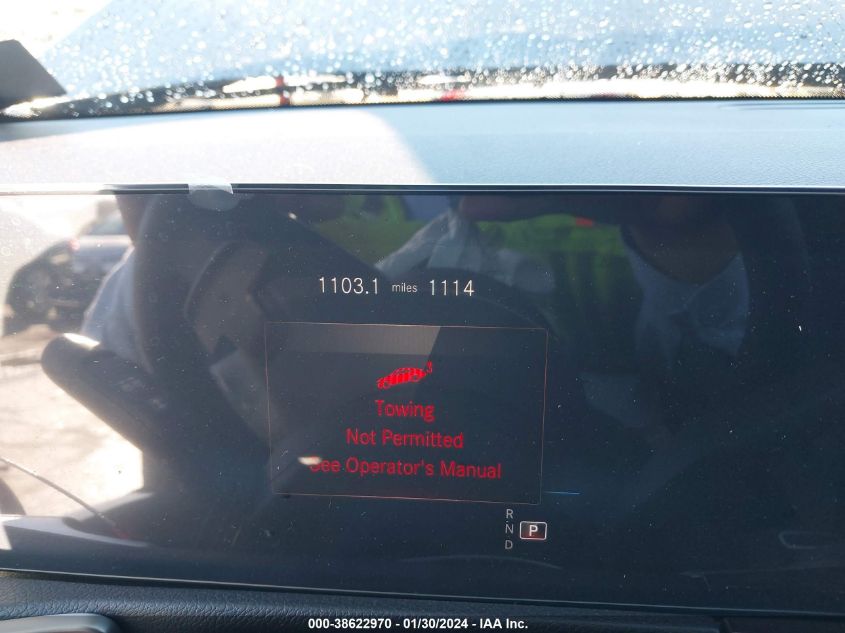 1103.1 miles 1114
Towing
Not Permitted
See Operator's Manual
R
N P
D
000-38622970 - 01/30/2024 - IAA Inc.